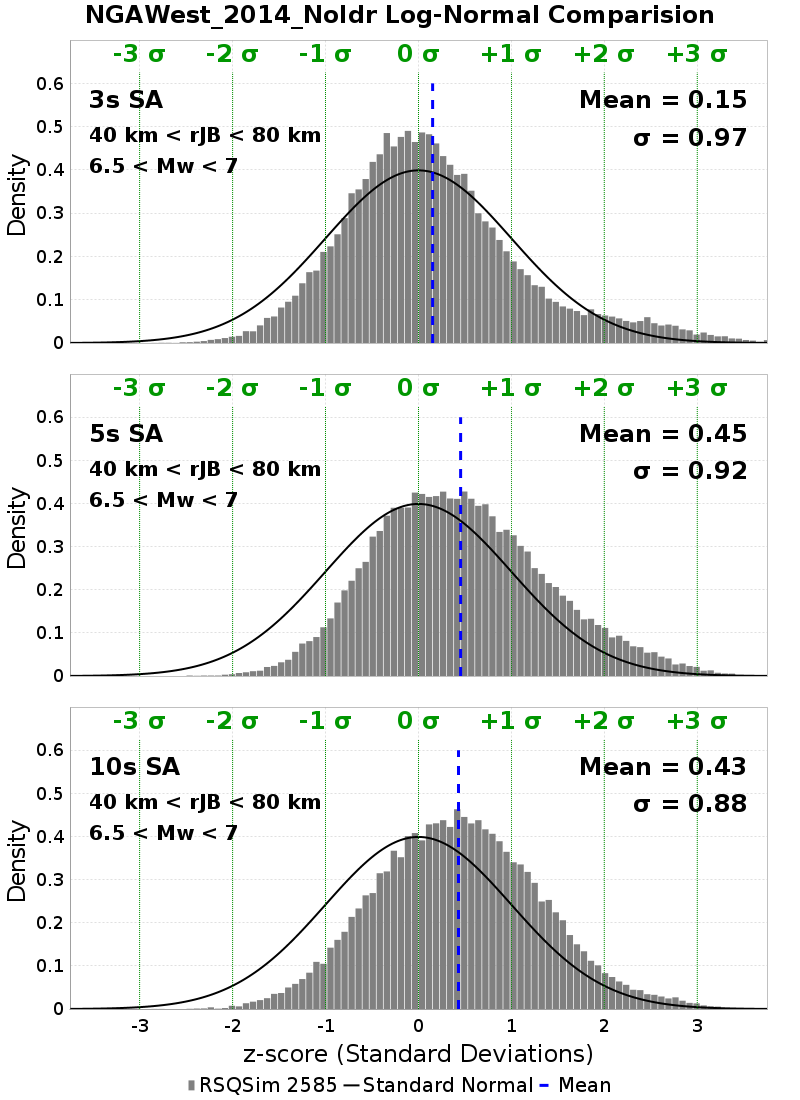 NGAWest_2014_NoIdr Log-Normal Comparision
-3 σ -2 σ -1 σ 0 σ +1 σ +2 σ +3 σ
0.6
3s SA Mean = 0.15
0.5
40 km < rJB < 80 km σ = 0.97
6.5 < Mw < 7
0.4
0.3
0.2
0.1
0
Density
-3 σ -2 σ -1 σ 0 σ +1 σ +2 σ +3 σ
0.6
5s SA Mean = 0.45
0.5
40 km < rJB < 80 km σ = 0.92
6.5 < Mw < 7
0.4
0.3
0.2
0.1
0
Density
-3 σ -2 σ -1 σ 0 σ +1 σ +2 σ +3 σ
0.6
10s SA Mean = 0.43
0.5
40 km < rJB < 80 km σ = 0.88
6.5 < Mw < 7
0.4
0.3
0.2
0.1
0
Density
-3 -2 -1 0 1 2 3
z-score (Standard Deviations)
RSQSim 2585 Standard Normal Mean